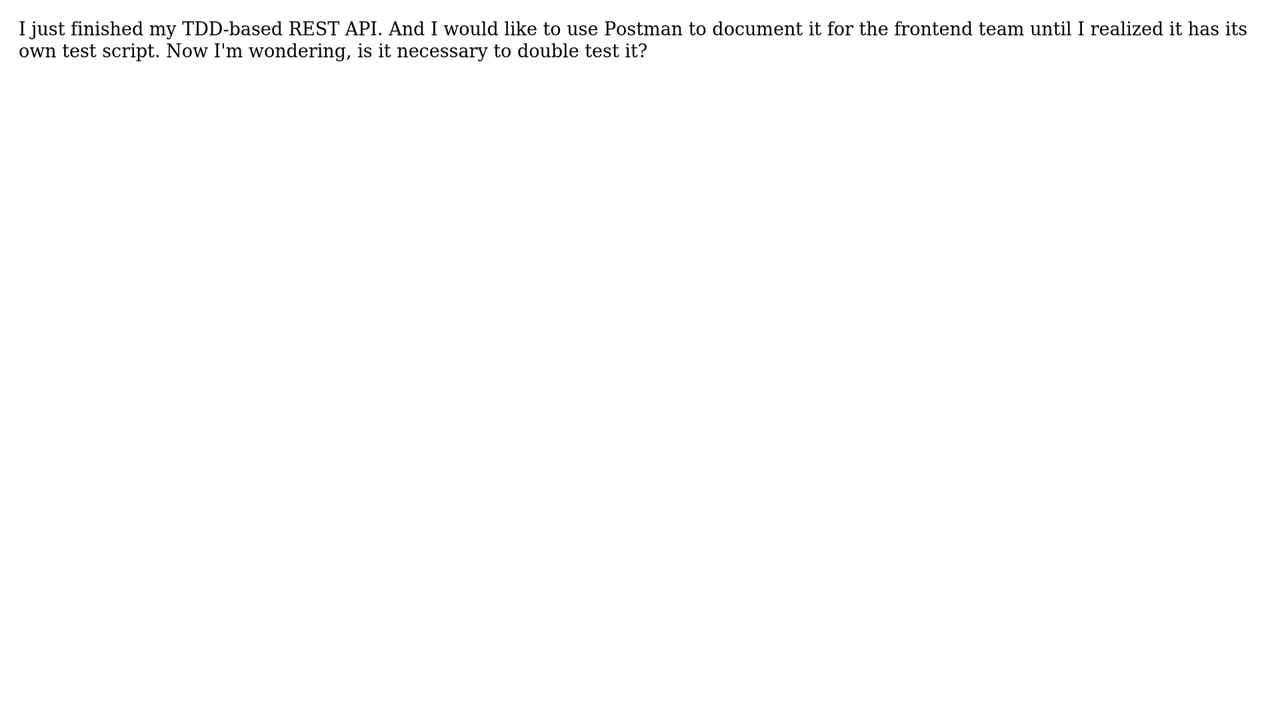 I just finished my TDD-based REST API. And I would like to use Postman to document it for the frontend team until I realized it has its
own test script. Now I'm wondering, is it necessary to double test it?